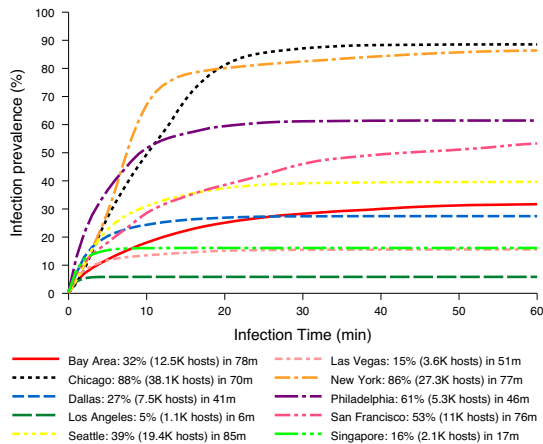 100
90
80
70
60
50
40
30
20
10
0
Infection prevalence (%)
0 10 20 30 40 50 60
Infection Time (min)
Bay Area: 32% (12.5K hosts) in 78m
Chicago: 88% (38.1K hosts) in 70m
Dallas: 27% (7.5K hosts) in 41m
Los Angeles: 5% (1.1K hosts) in 6m
Seattle: 39% (19.4K hosts) in 85m
Las Vegas: 15% (3.6K hosts) in 51m
New York: 86% (27.3K hosts) in 77m
Philadelphia: 61% (5.3K hosts) in 46m
San Francisco: 53% (11K hosts) in 76m
Singapore: 16% (2.1K hosts) in 17m